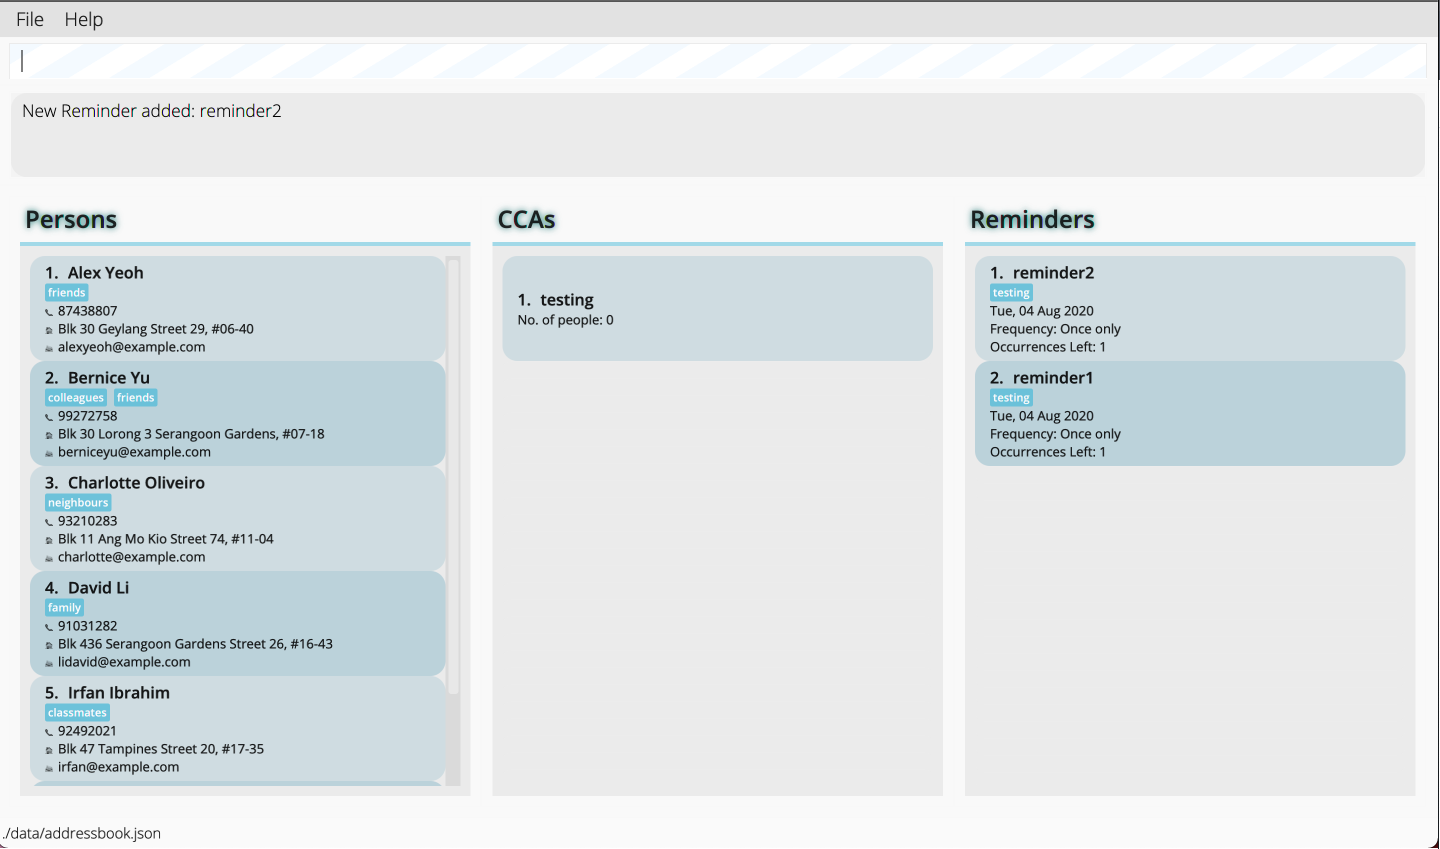 File Help
New Reminder added: reminder2
Persons
1. Alex Yeoh
friends
87438807
Blk 30 Geylang Street 29, #06-40
alexyeoh@example.com
2. Bernice Yu
colleagues friends
99272758
Blk 30 Lorong 3 Serangoon Gardens, #07-18
berniceyu@example.com
3. Charlotte Oliveiro
neighbours
93210283
Blk 11 Ang Mo Kio Street 74, #11-04
charlotte@example.com
4. David Li
family
91031282
Blk 436 Serangoon Gardens Street 26, #16-43
lidavid@example.com
5. Irfan Ibrahim
classmates
92492021
Blk 47 Tampines Street 20, #17-35
irfan@example.com
CCAs
1. testing
No. of people: 0
Reminders
1. reminder2
testing
Tue, 04 Aug 2020
Frequency: Once only
Occurrences Left: 1
2. reminder1
testing
Tue, 04 Aug 2020
Frequency: Once only
Occurrences Left: 1
./data/addressbook.json